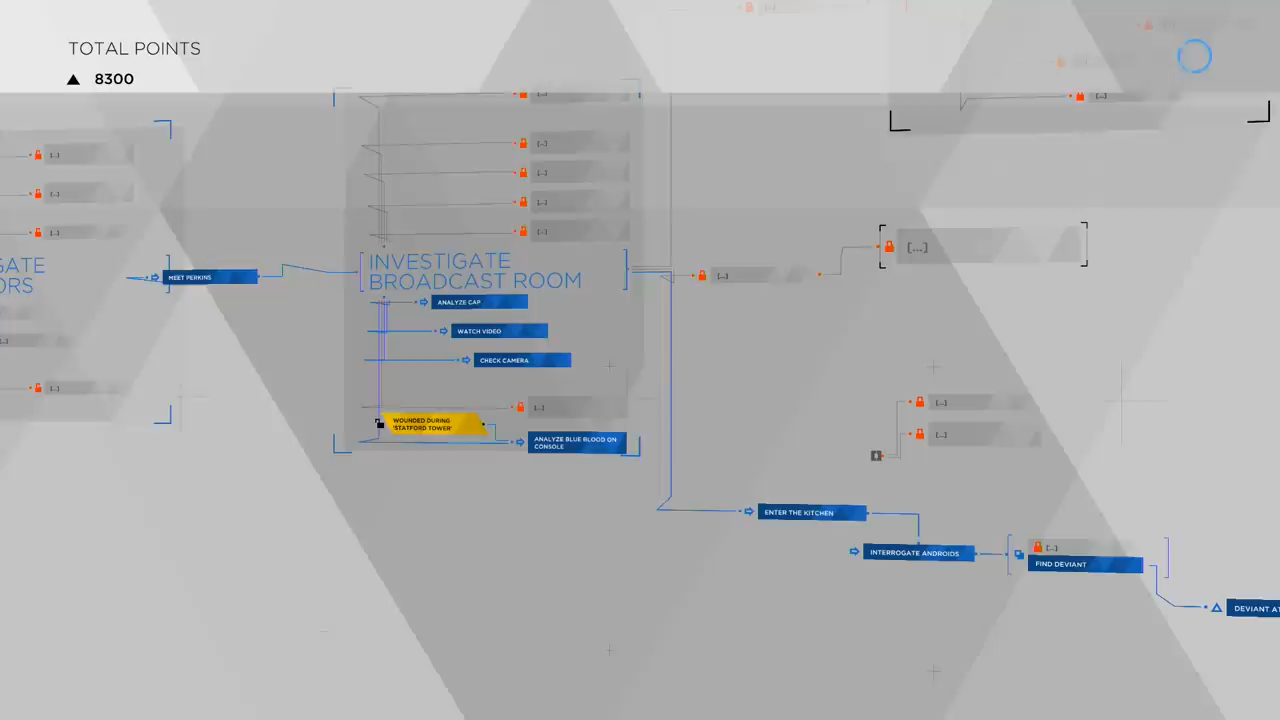 TOTAL POINTS
8300
[...]
[...]
[...]
[...]
[...]
[...]
[...]
[...]
[...]
GATE
ORS
MEET PERKINS
INVESTIGATE
BROADCAST ROOM
[...]
[...]
ANALYZE CAP
WATCH VIDEO
CHECK CAMERA
[...]
[...]
[...]
WOUNDED DURING
'STATFORD TOWER'
ANALYZE BLUE BLOOD ON
CONSOLE
[...]
[...]
ENTER THE KITCHEN
INTERROGATE ANDROIDS
[...]
FIND DEVIANT
DEVIANT AT